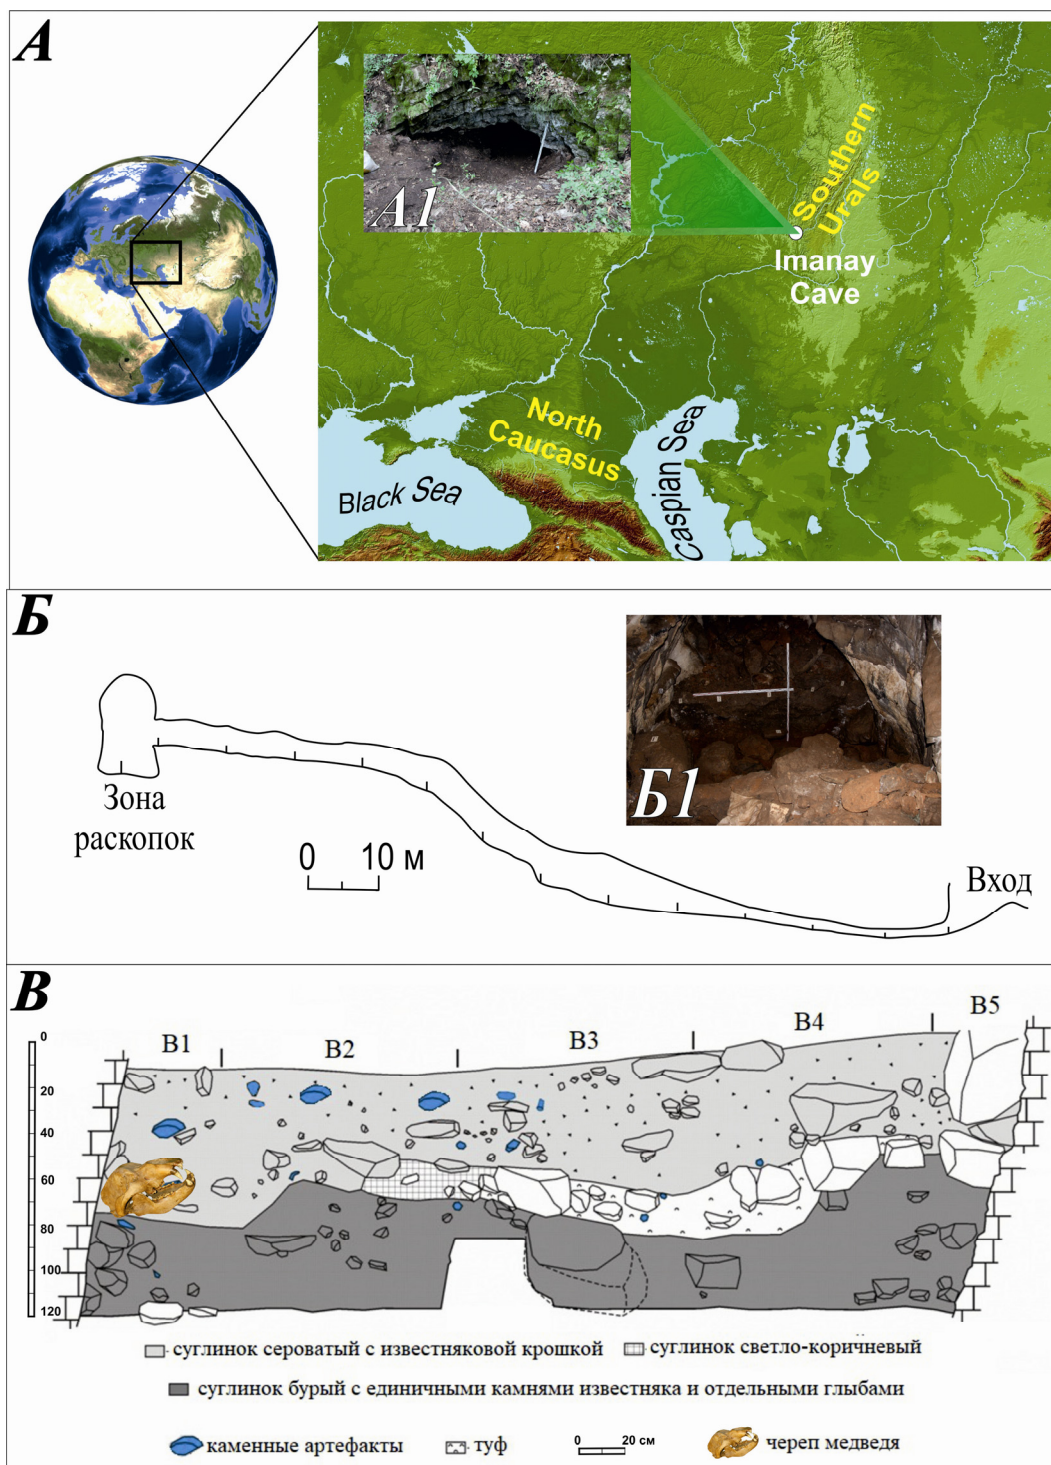 А
А1
Southern
Urals
Imanay
Cave
North
Caucasus
Black Sea
Caspian Sea
Б
Б1
Зона
раскопок
0 10 м
Вход
В
B1 B2 B3 B4 B5
0
20
40
60
80
100
120
суглинок сероватый с известняковой крошкой
суглинок светло-коричневый
суглинок бурый с единичными камнями известняка и отдельными глыбами
каменные артефакты
туф
0 20 см
череп медведя